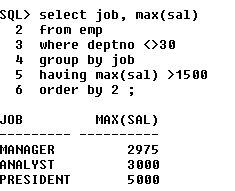 SQL> select job, max(sal)
2 from emp
3 where deptno <>30
4 group by job
5 having max(sal) >1500
6 order by 2 ;
JOB MAX(SAL)
--------- ----------
MANAGER 2975
ANALYST 3000
PRESIDENT 5000